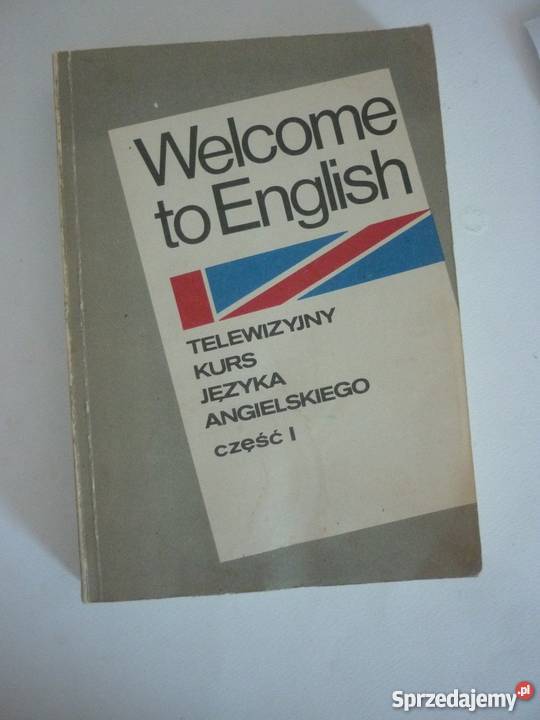 Welcome
to English
TELEWIZYJNY
KURS
JĘZYKA
ANGIELSKIEGO
część I
Sprzedajemy.pl